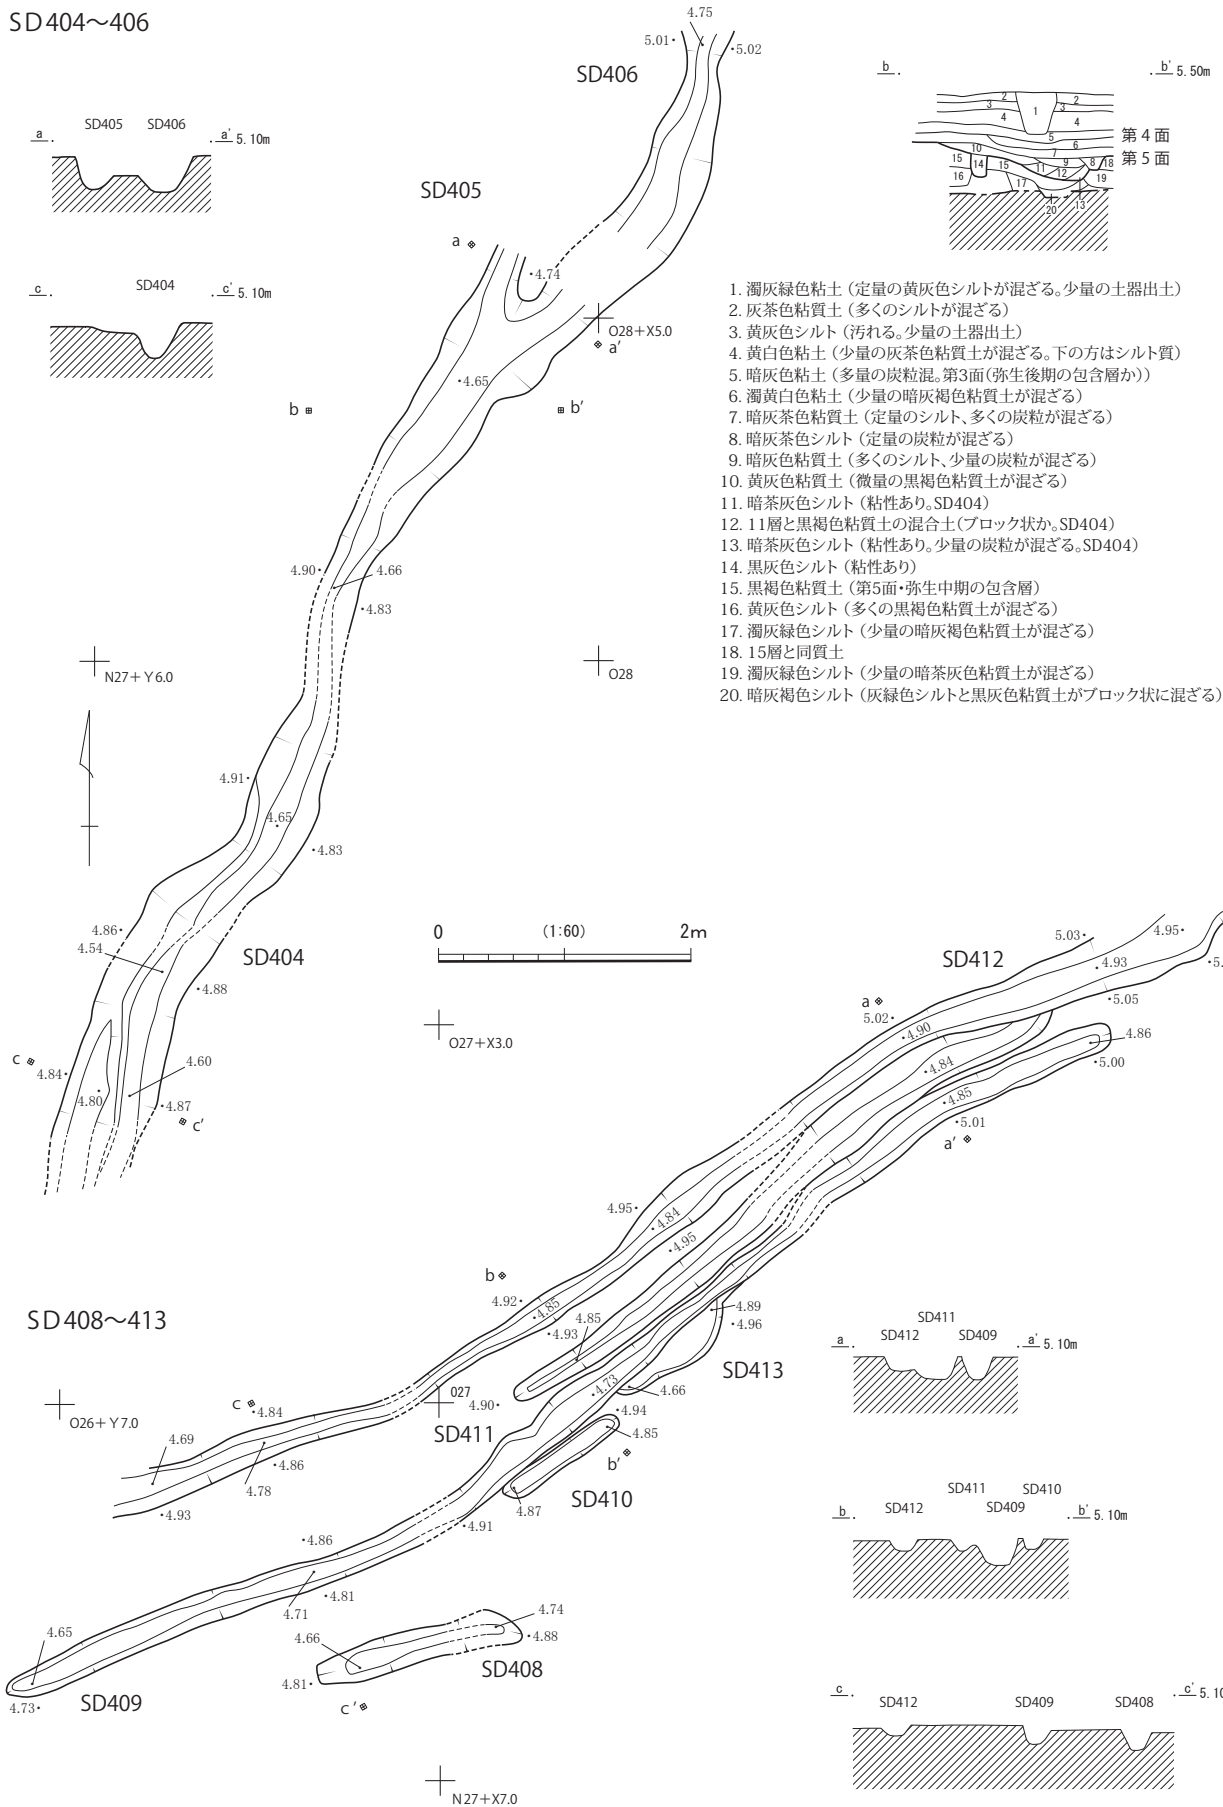 SD404～406
4.75
5.01
5.02
SD406
a
SD405 SD406
a' 5.10m
SD405
a
4.74
O28+X5.0
a'
c
SD404
c' 5.10m
4.65
b
b'
b
b' 5.50m
2
3
1
2
3
4
4
5
6
10
7
第4面
第5面
15
14
15
9
8
18
11
12
16
17
19
20
13
1. 濁灰緑色粘土（定量の黄灰色シルトが混ざる。少量の土器出土）
2. 灰茶色粘質土（多くのシルトが混ざる）
3. 黄灰色シルト（汚れる。少量の土器出土）
4. 黄白色粘土（少量の灰茶色粘質土が混ざる。下の方はシルト質）
5. 暗灰色粘土（多量の炭粒混。第3面（弥生後期の包含層か））
6. 濁黄白色粘土（少量の暗灰褐色粘質土が混ざる）
7. 暗灰茶色粘質土（定量のシルト、多くの炭粒が混ざる）
8. 暗灰茶色シルト（定量の炭粒が混ざる）
9. 暗灰色粘質土（多くのシルト、少量の炭粒が混ざる）
10. 黄灰色粘質土（微量の黒褐色粘質土が混ざる）
11. 暗茶灰色シルト（粘性あり。SD404）
12. 11層と黒褐色粘質土の混合土（ブロック状か。SD404）
13. 暗茶灰色シルト（粘性あり。少量の炭粒が混ざる。SD404）
14. 黒灰色シルト（粘性あり）
15. 黒褐色粘質土（第5面・弥生中期の包含層）
16. 黄灰色シルト（多くの黒褐色粘質土が混ざる）
17. 濁灰緑色シルト（少量の暗灰褐色粘質土が混ざる）
18. 15層と同質土
19. 濁灰緑色シルト（少量の暗茶灰色粘質土が混ざる）
20. 暗灰褐色シルト（灰緑色シルトと黒灰色粘質土がブロック状に混ざる）
4.90
4.66
4.83
N27+Y6.0
O28
4.91
4.65
4.83
4.86
4.54
SD404
4.88
c
4.84
4.80
4.60
4.87
c'
0 (1:60) 2m
O27+X3.0
SD412
5.03
4.95
4.93
5.05
a
5.02
4.90
4.84
4.86
5.00
4.85
5.01
a'
4.95
4.84
4.95
b
4.92
4.85
4.93
4.85
4.89
4.96
SD413
4.66
4.73
SD408～413
O26+Y7.0
c
4.84
027
4.90
SD411
4.94
4.85
b'
4.87
SD410
4.69
4.78
4.86
4.93
4.91
4.86
4.81
4.71
4.65
4.73
SD409
4.66
4.74
4.88
4.81
SD408
c'
N27+X7.0
SD411
a
SD412 SD409
a' 5.10m
SD411 SD410
b
SD412 SD409
b' 5.10m
c
SD412 SD409 SD408